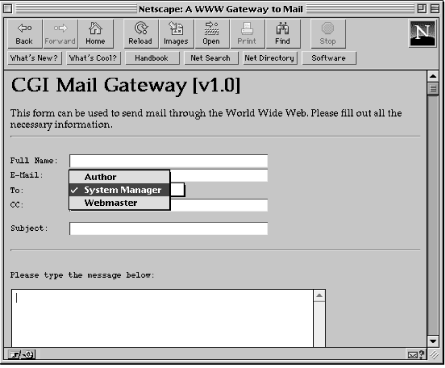 Netscape: A WWW Gateway to Mail
Back Forward Home Reload Images Open Print Find Stop N
What's New? What's Cool? Handbook Net Search Net Directory Software
CGI Mail Gateway [v1.0]
This form can be used to send mail through the World Wide Web. Please fill out all the
necessary information.
Full Name:
E-Mail:
Author
To: ✓ System Manager
Webmaster
CC:
Subject:
Please type the message below: